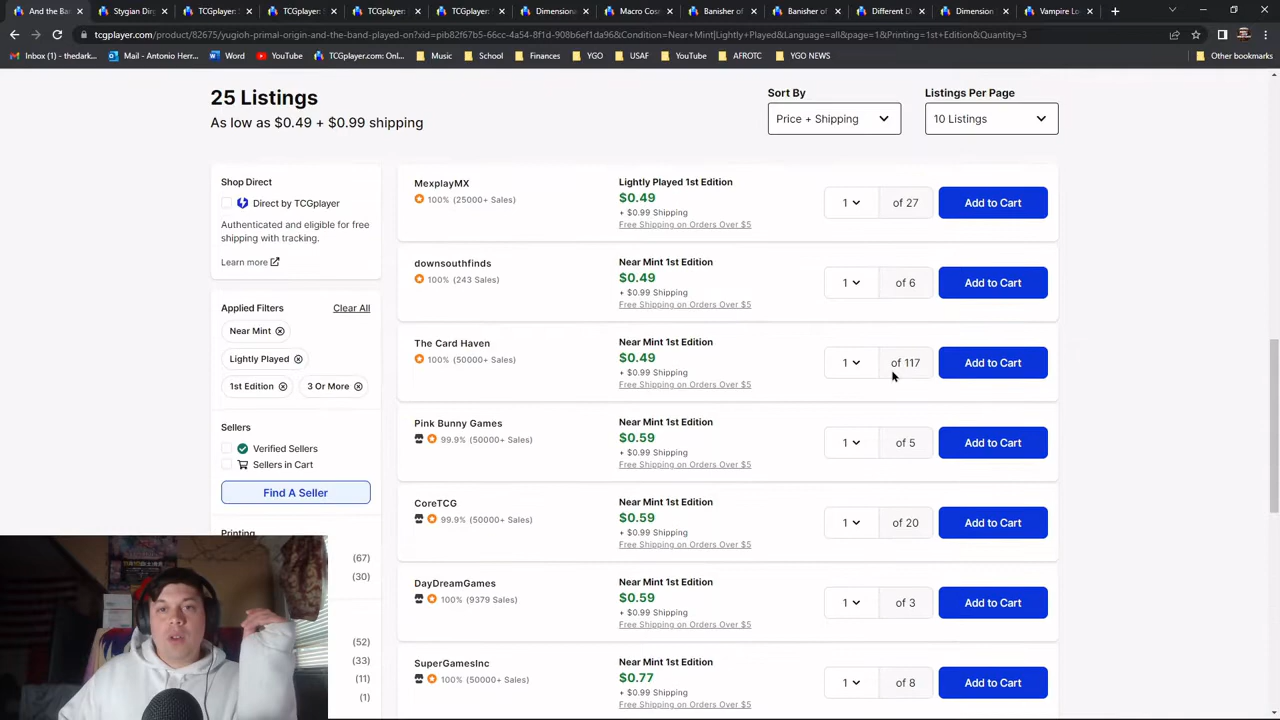 And the Ba
Stygian Dirg
TCGplayer
TCGplayer
TCGplayer
TCGplayer
Dimensiona
Macro Cosm
Banisher of
Banisher of
Different D
Dimension
Vampire Lo
tcgplayer.com/product/82675/yugioh-primal-origin-and-the-band-played-on?xid=pib82f67b5-66cc-4a54-8f1d-908b6ef1da96&Condition=Near+Mint|Lightly+Played&Language=all&page=1&Printing=1st+Edition&Quantity=3
Inbox (1) - thedark...
Mail - Antonio Herr...
Word
YouTube
TCGplayer.com: Onl...
Music
School
Finances
YGO
USAF
YouTube
AFROTC
YGO NEWS
Other bookmarks
25 Listings
As low as $0.49 + $0.99 shipping
Sort By
Price + Shipping
Listings Per Page
10 Listings
Shop Direct
Direct by TCGplayer
Authenticated and eligible for free
shipping with tracking.
Learn more
Applied Filters Clear All
Near Mint
Lightly Played
1st Edition 3 Or More
Sellers
Verified Sellers
Sellers in Cart
Find A Seller
Printing
(67)
(30)
(52)
(33)
(11)
(1)
MexplayMX
100% (25000+ Sales)
Lightly Played 1st Edition
$0.49
+ $0.99 Shipping
Free Shipping on Orders Over $5
1 of 27 Add to Cart
downsouthfinds
100% (243 Sales)
Near Mint 1st Edition
$0.49
+ $0.99 Shipping
Free Shipping on Orders Over $5
1 of 6 Add to Cart
The Card Haven
100% (50000+ Sales)
Near Mint 1st Edition
$0.49
+ $0.99 Shipping
Free Shipping on Orders Over $5
1 of 117 Add to Cart
Pink Bunny Games
99.9% (50000+ Sales)
Near Mint 1st Edition
$0.59
+ $0.99 Shipping
Free Shipping on Orders Over $5
1 of 5 Add to Cart
CoreTCG
99.9% (50000+ Sales)
Near Mint 1st Edition
$0.59
+ $0.99 Shipping
Free Shipping on Orders Over $5
1 of 20 Add to Cart
DayDreamGames
100% (9379 Sales)
Near Mint 1st Edition
$0.59
+ $0.99 Shipping
Free Shipping on Orders Over $5
1 of 3 Add to Cart
SuperGamesInc
100% (50000+ Sales)
Near Mint 1st Edition
$0.77
+ $0.99 Shipping
Free Shipping on Orders Over $5
1 of 8 Add to Cart